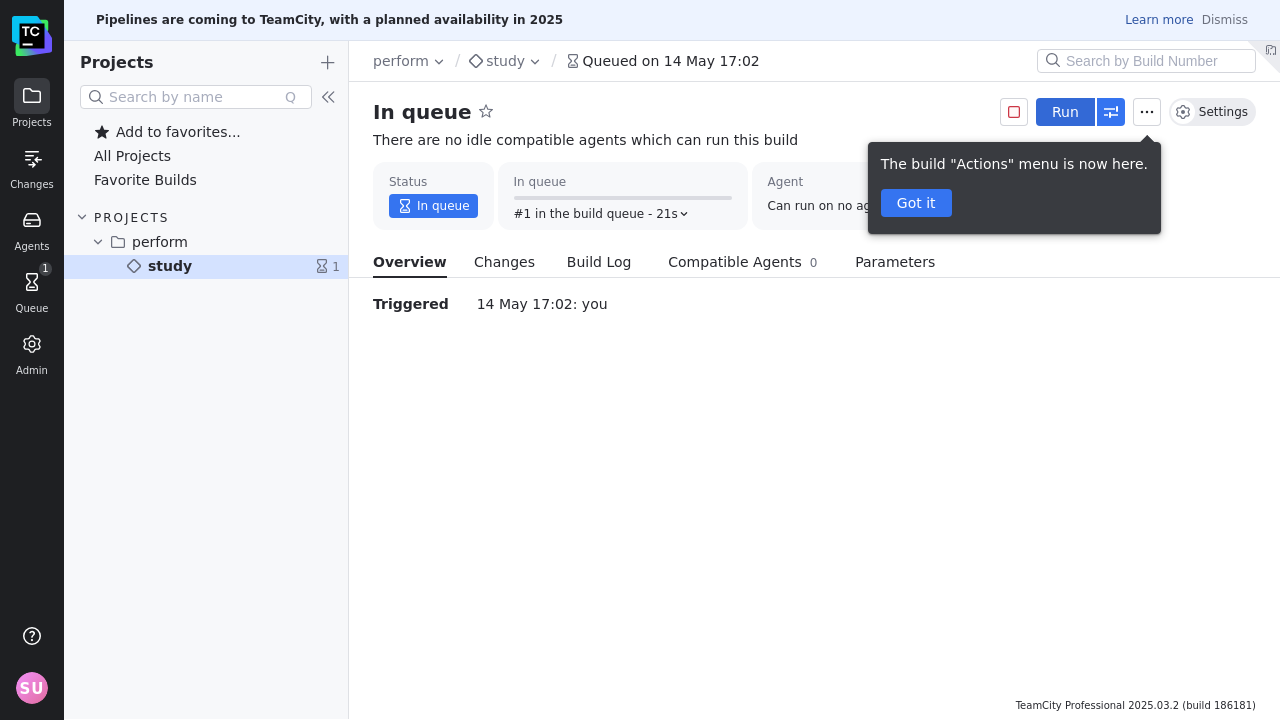 Pipelines are coming to TeamCity, with a planned availability in 2025
Learn more
Dismiss
TC
Projects
Changes
Agents
1
Queue
Admin
SU
Projects
Search by name
Q
Add to favorites...
All Projects
Favorite Builds
PROJECTS
perform
study
1
perform / study / Queued on 14 May 17:02
Search by Build Number
In queue
Run
Settings
There are no idle compatible agents which can run this build
The build "Actions" menu is now here.
Got it
Status
In queue
In queue
#1 in the build queue - 21s
Agent
Can run on no
Overview
Changes
Build Log
Compatible Agents 0
Parameters
Triggered
14 May 17:02: you
TeamCity Professional 2025.03.2 (build 186181)